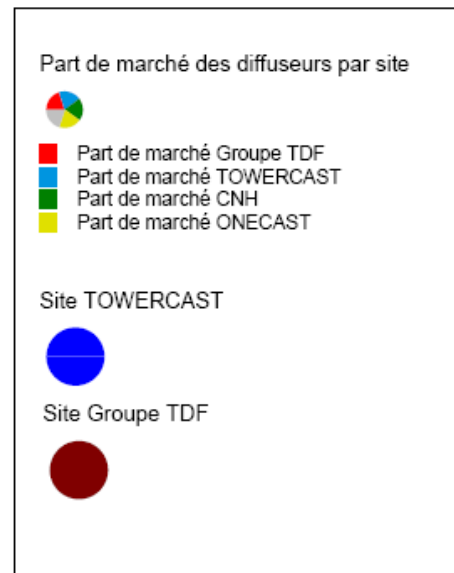 Part de marché des diffuseurs par site
Part de marché Groupe TDF
Part de marché TOWERCAST
Part de marché CNH
Part de marché ONECAST
Site TOWERCAST
Site Groupe TDF